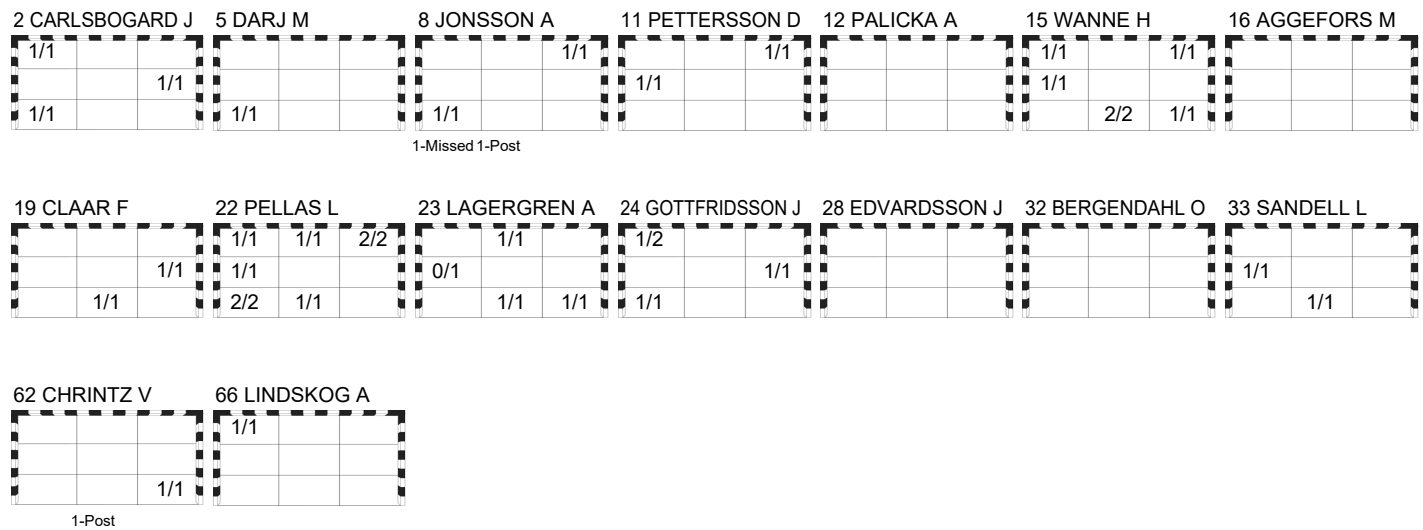 2 CARLSBOGARD J 5 DARJ M 8 JONSSON A 11 PETTERSSON D 12 PALICKA A 15 WANNE H 16 AGGEFORS M
1/1 1/1 1/1 1/1 1/1
1/1 1/1 1/1
1/1 1/1 1/1 2/2 1/1
1-Missed 1-Post
19 CLAAR F 22 PELLAS L 23 LAGERGREN A 24 GOTTFRIDSSON J 28 EDVARDSSON J 32 BERGENDAHL O 33 SANDELL L
1/1 1/1 2/2 1/1 1/2
1/1 1/1 0/1 1/1 1/1
1/1 2/2 1/1 1/1 1/1 1/1 1/1
62 CHRINTZ V 66 LINDSKOG A
1/1
1/1
1-Post